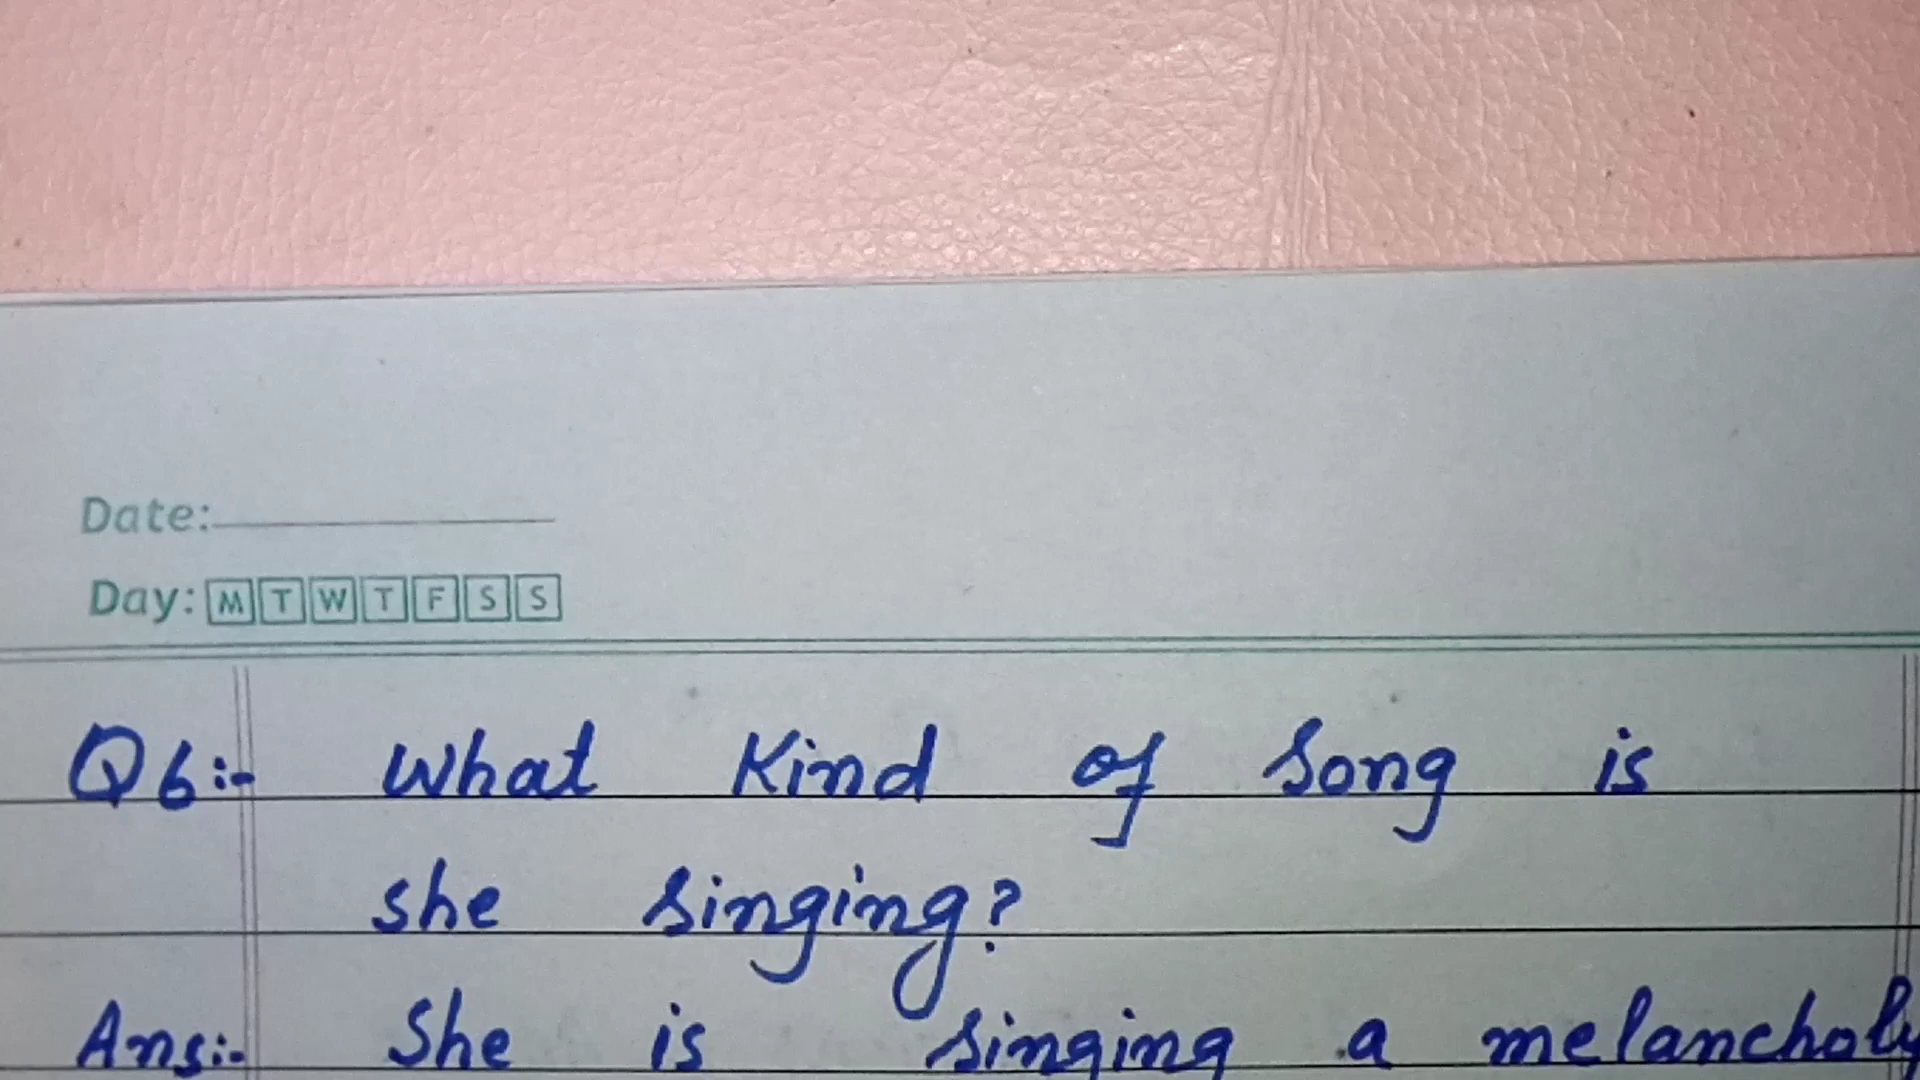 Date:
Day: M T W T F S S
Q6:- What Kind of Song is
she singing?
Ans:- She is singing a melancholy